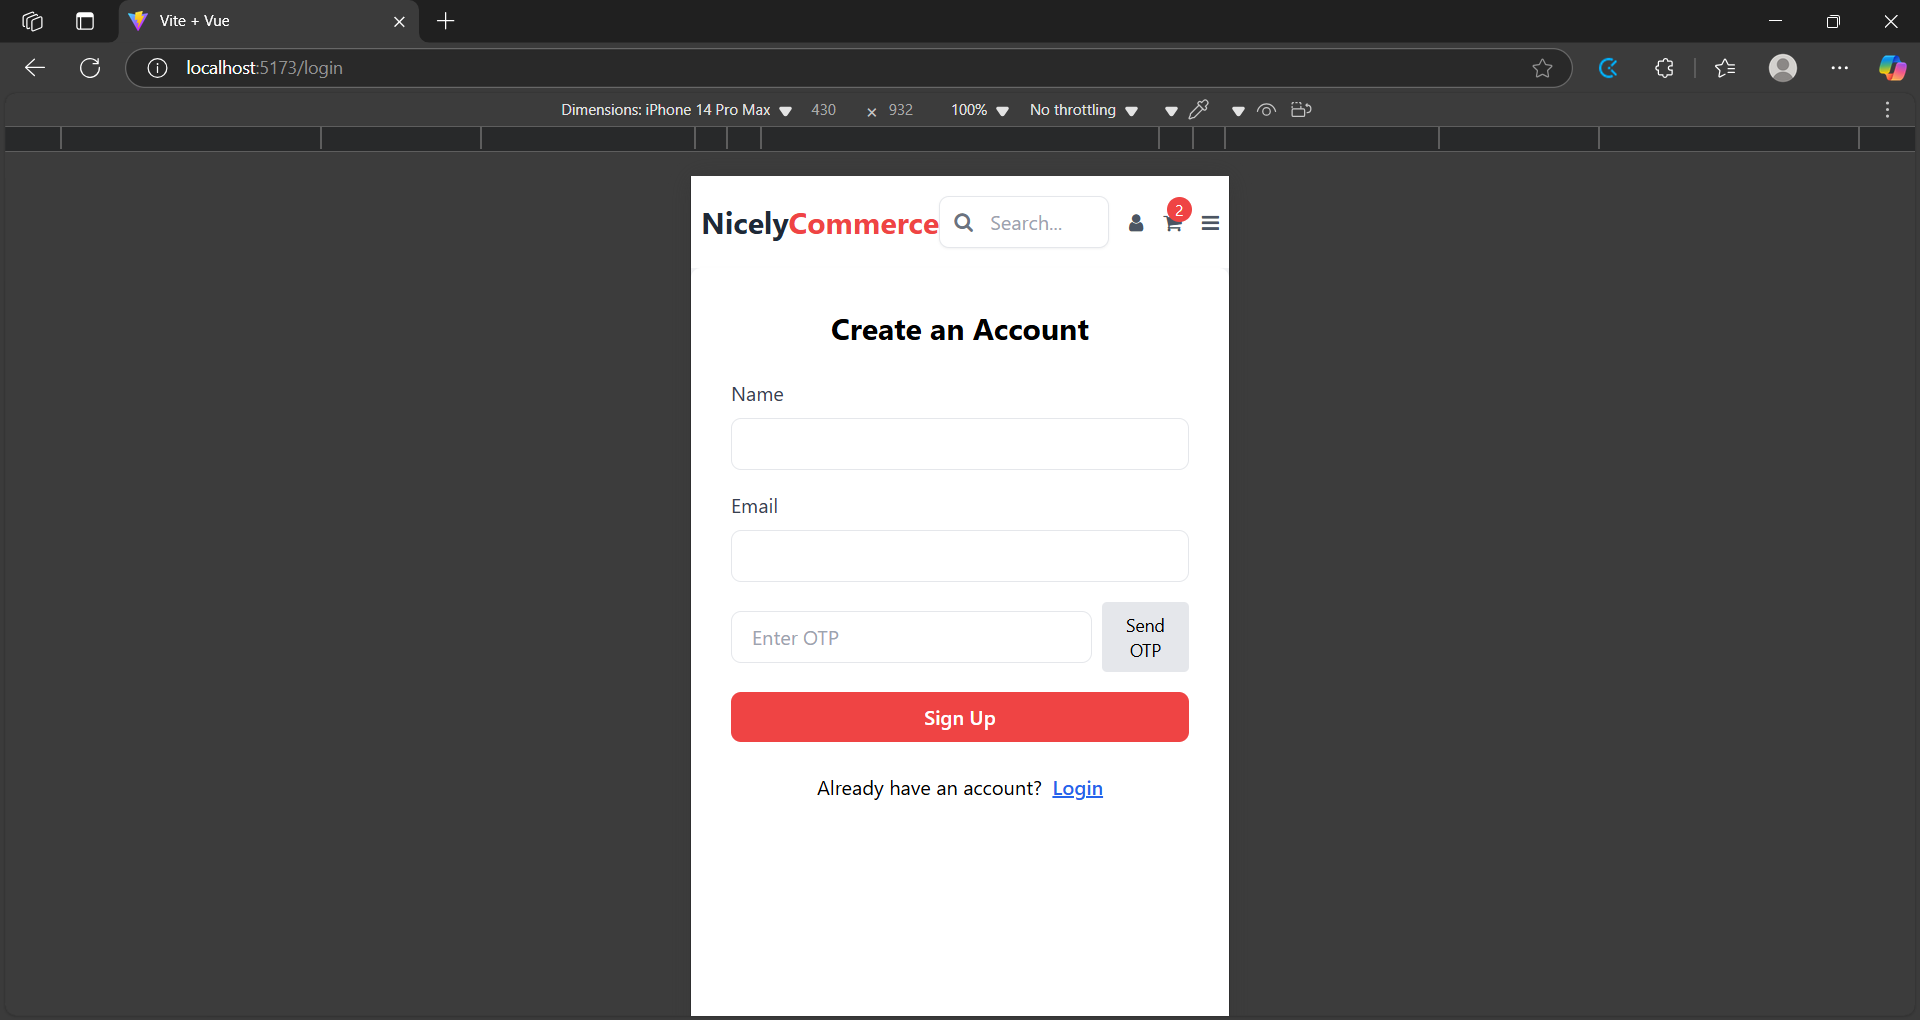 Vite + Vue
localhost:5173/login
Dimensions: iPhone 14 Pro Max 430 × 932 100% No throttling
NicelyCommerce Search... 2
Create an Account
Name
Email
Enter OTP
Send
OTP
Sign Up
Already have an account? Login